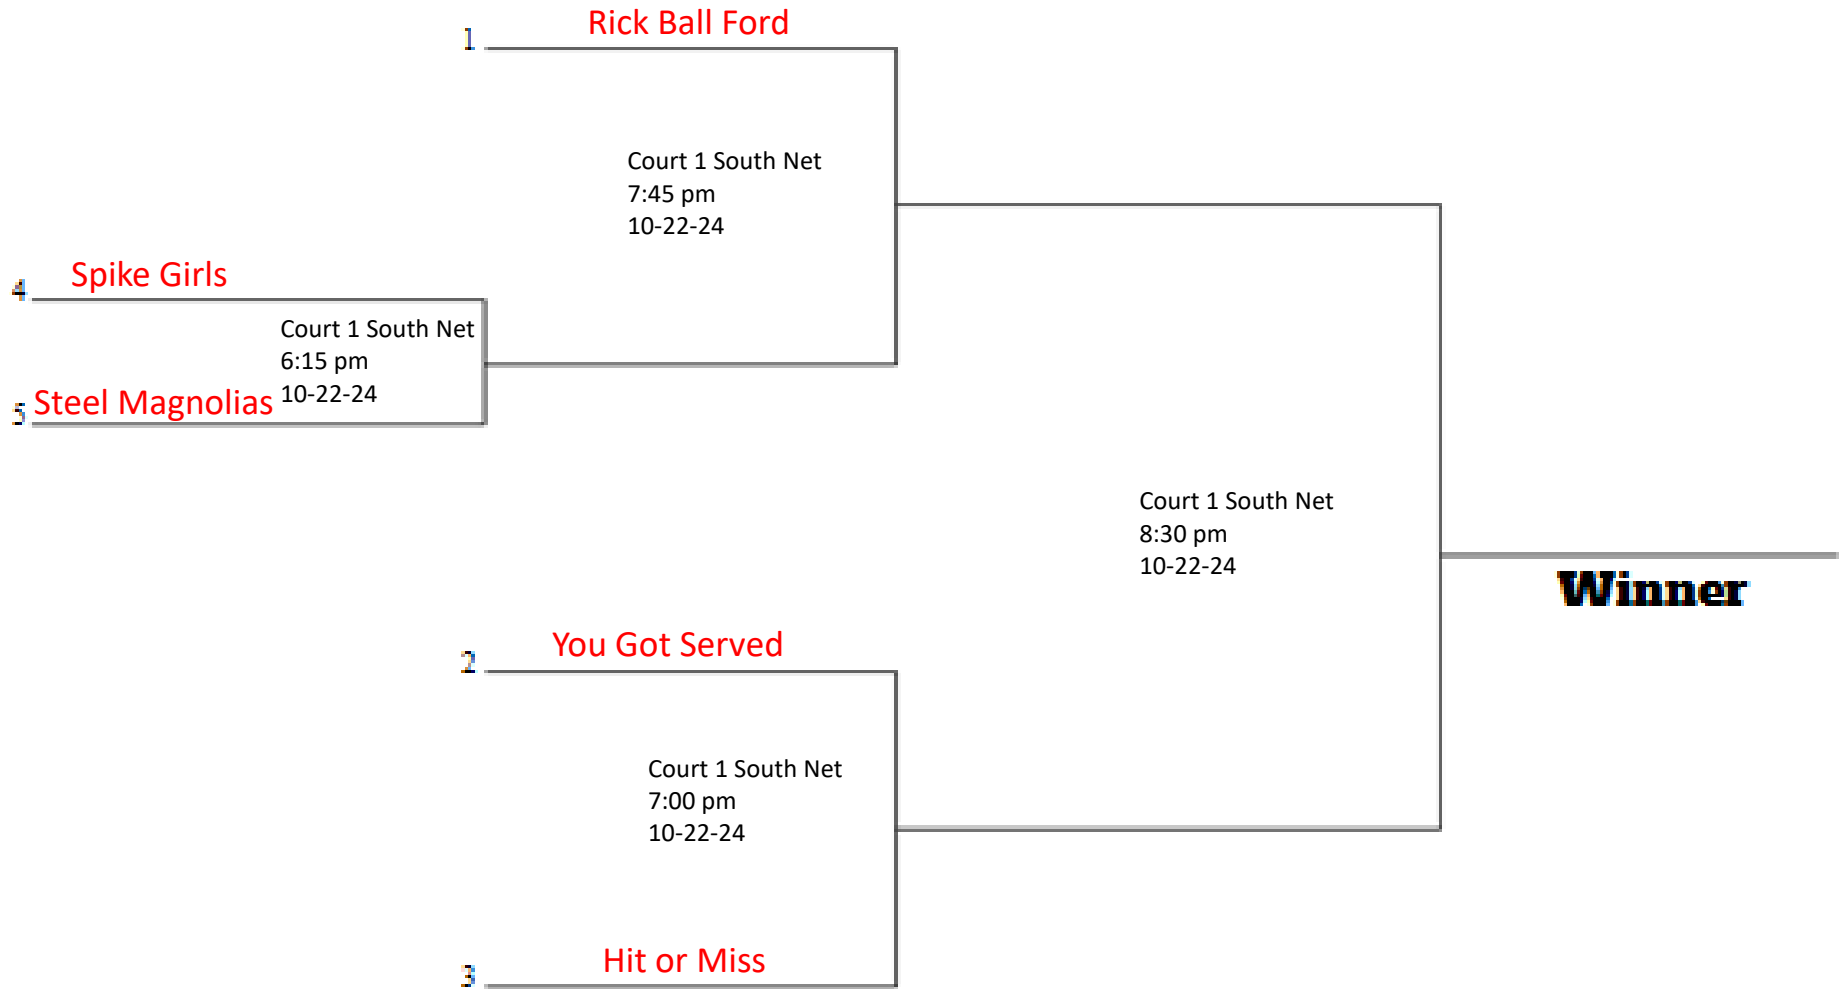 1 Rick Ball Ford
Court 1 South Net
7:45 pm
10-22-24
4 Spike Girls
Court 1 South Net
6:15 pm
10-22-24
5 Steel Magnolias
Court 1 South Net
8:30 pm
10-22-24
Winner
2 You Got Served
Court 1 South Net
7:00 pm
10-22-24
3 Hit or Miss